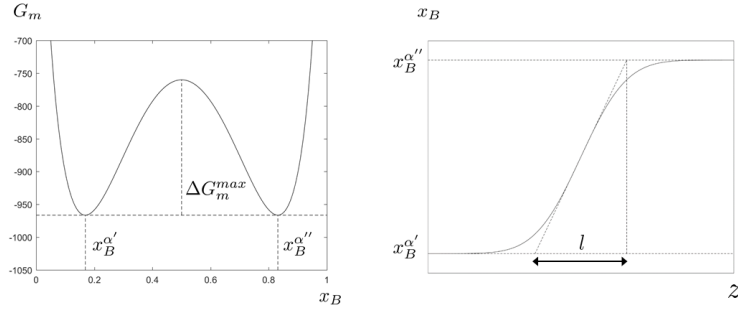 G_m
-700
-750
-800
-850
-900
-950
-1000
-1050
ΔG_m^{max}
x_B^{α'}
x_B^{α''}
0
0.2
0.4
0.6
0.8
1
x_B
x_B
x_B^{α''}
x_B^{α'}
l
z